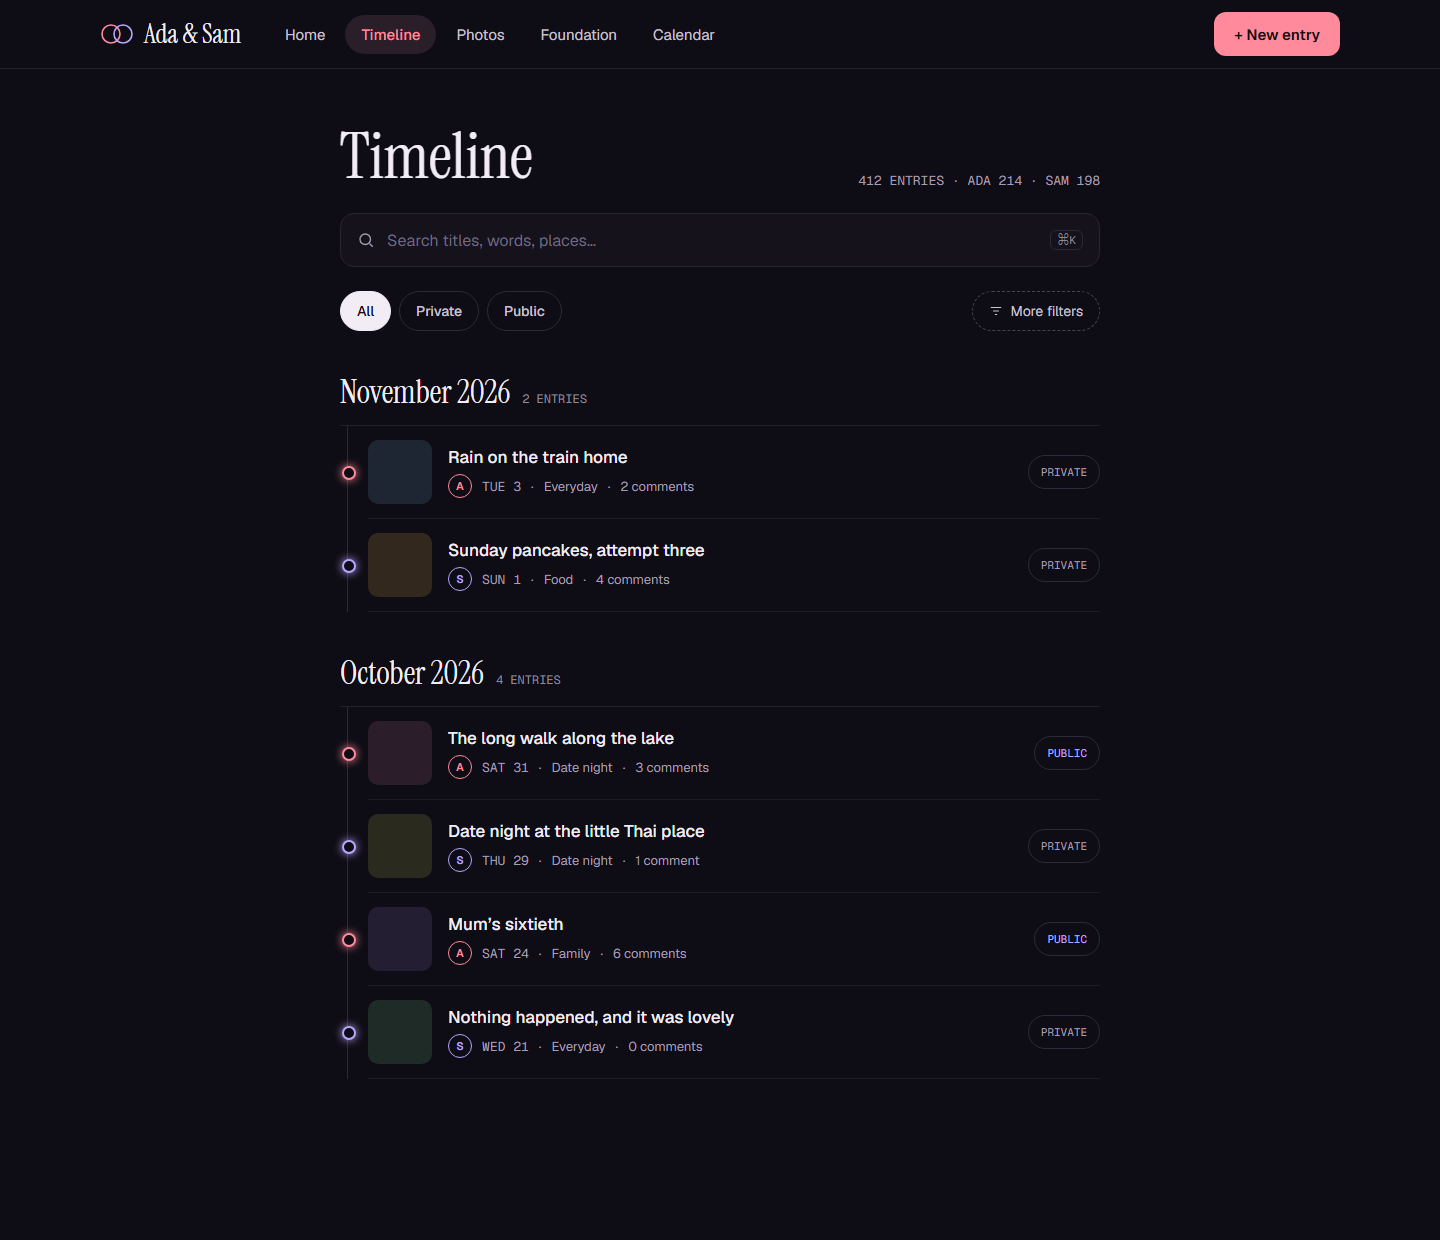 Ada & Sam Home Timeline Photos Foundation Calendar + New entry
Timeline
412 ENTRIES · ADA 214 · SAM 198
Search titles, words, places… ⌘K
All Private Public More filters
November 2026 2 ENTRIES
Rain on the train home
A TUE 3 · Everyday · 2 comments PRIVATE
Sunday pancakes, attempt three
S SUN 1 · Food · 4 comments PRIVATE
October 2026 4 ENTRIES
The long walk along the lake
A SAT 31 · Date night · 3 comments PUBLIC
Date night at the little Thai place
S THU 29 · Date night · 1 comment PRIVATE
Mum’s sixtieth
A SAT 24 · Family · 6 comments PUBLIC
Nothing happened, and it was lovely
S WED 21 · Everyday · 0 comments PRIVATE